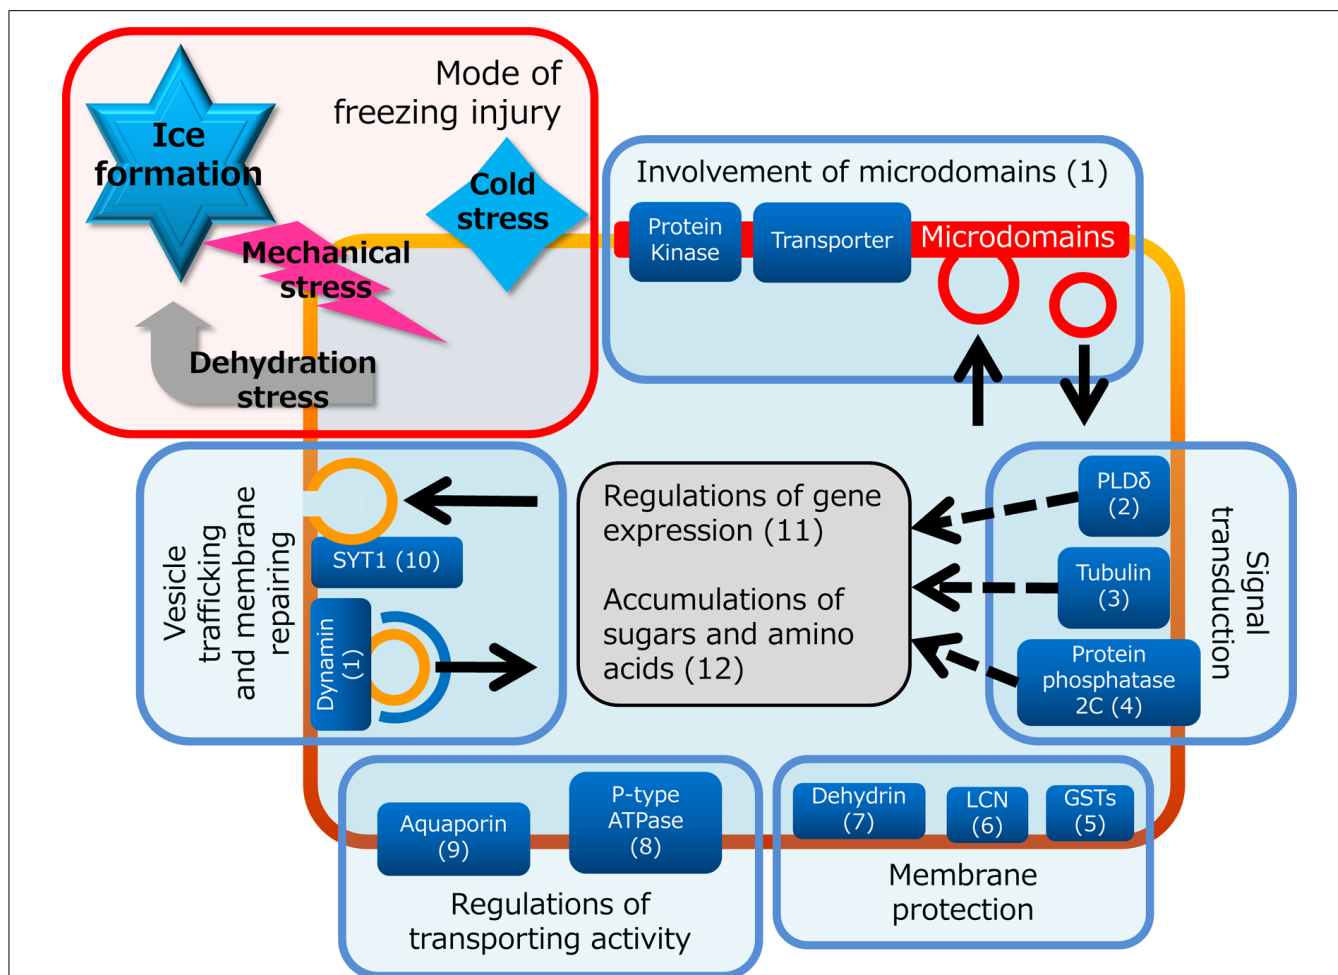 Mode of
freezing injury
Ice
formation
Cold
stress
Mechanical
stress
Dehydration
stress
Involvement of microdomains (1)
Protein
Kinase
Transporter
Microdomains
Vesicle
trafficking
and membrane
repairing
SYT1 (10)
Dynamin
(1)
Regulations of gene
expression (11)
Accumulations of
sugars and amino
acids (12)
PLDδ
(2)
Tubulin
(3)
Protein
phosphatase
2C (4)
Signal
transduction
Aquaporin
(9)
P-type
ATPase
(8)
Regulations of
transporting activity
Dehydrin
(7)
LCN
(6)
GSTs
(5)
Membrane
protection